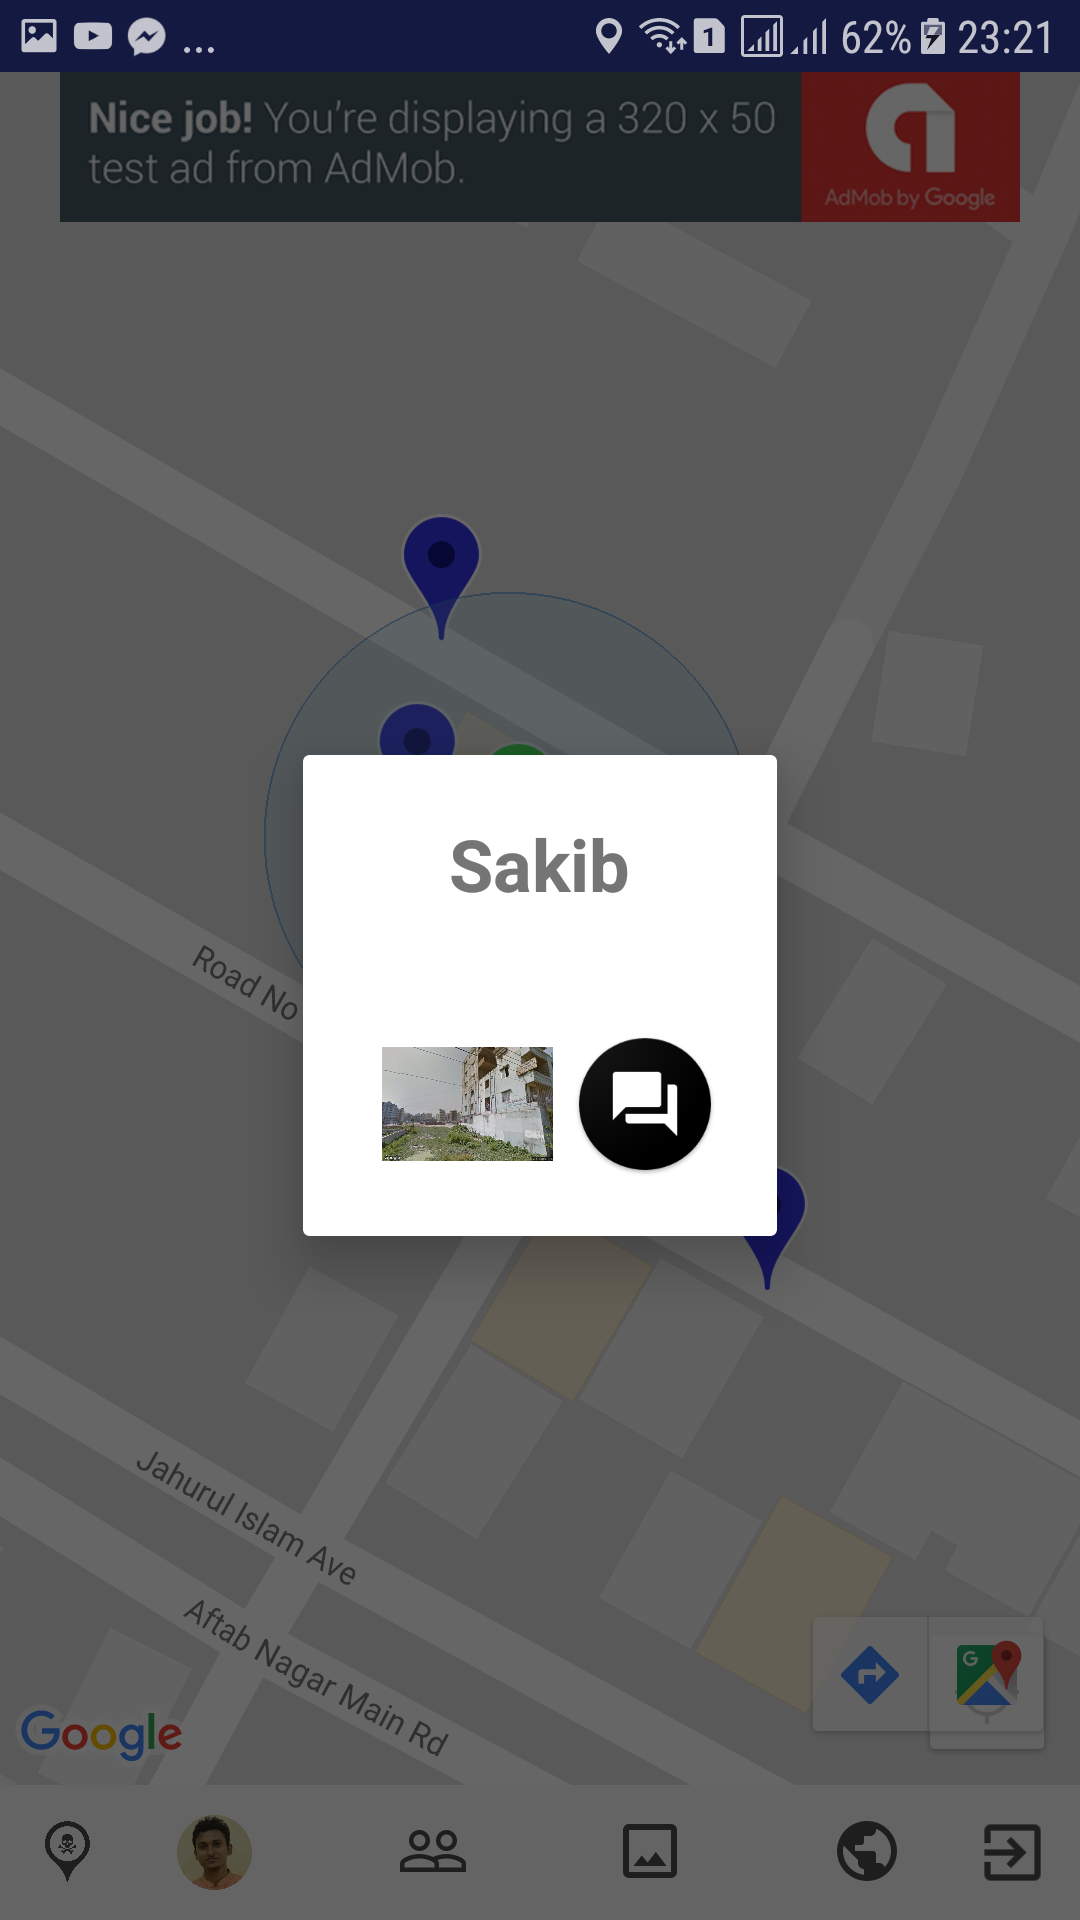 62% 23:21
1
Nice job! You're displaying a 320 x 50
test ad from AdMob.
AdMob by Google
Sakib
Road No
Jahurul Islam Ave
Aftab Nagar Main Rd
G
Google